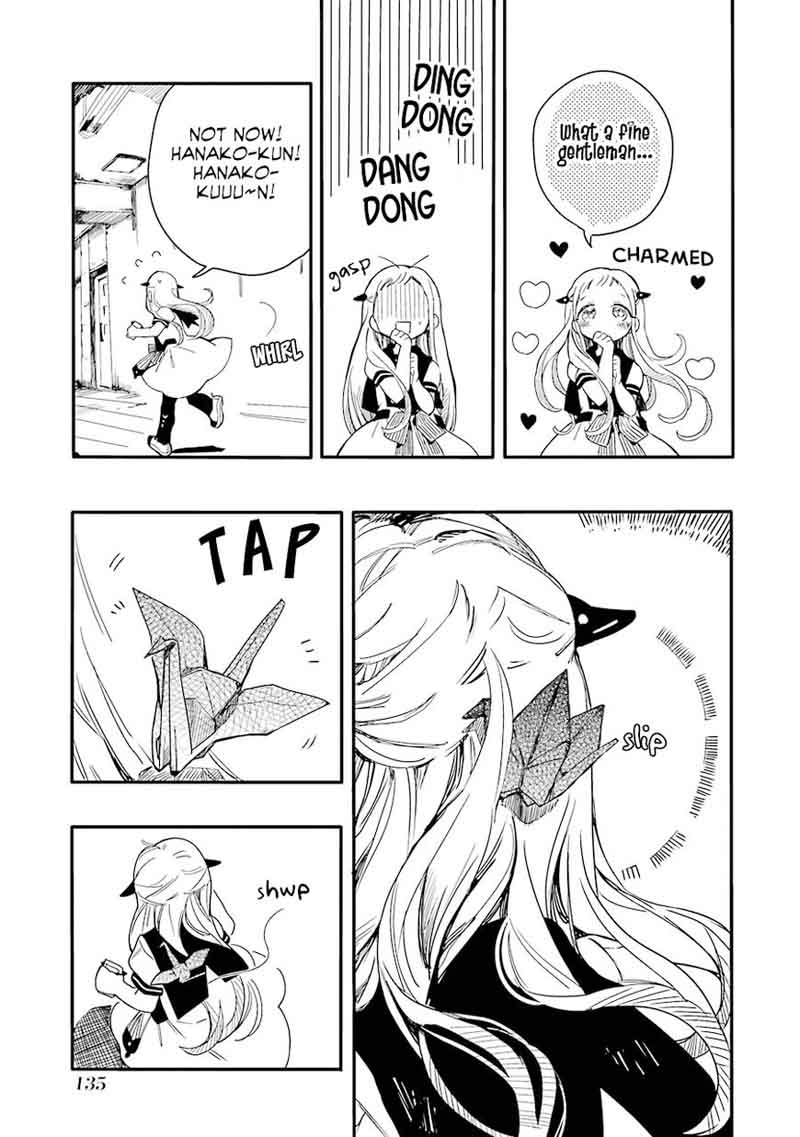 What a fine
gentleman...
CHARMED
DING
DONG
DANG
DONG
gasp
NOT NOW!
HANAKO-KUN!
HANAKO-
KUUU~N!
WHIRL
slip
TAP
shwp
135